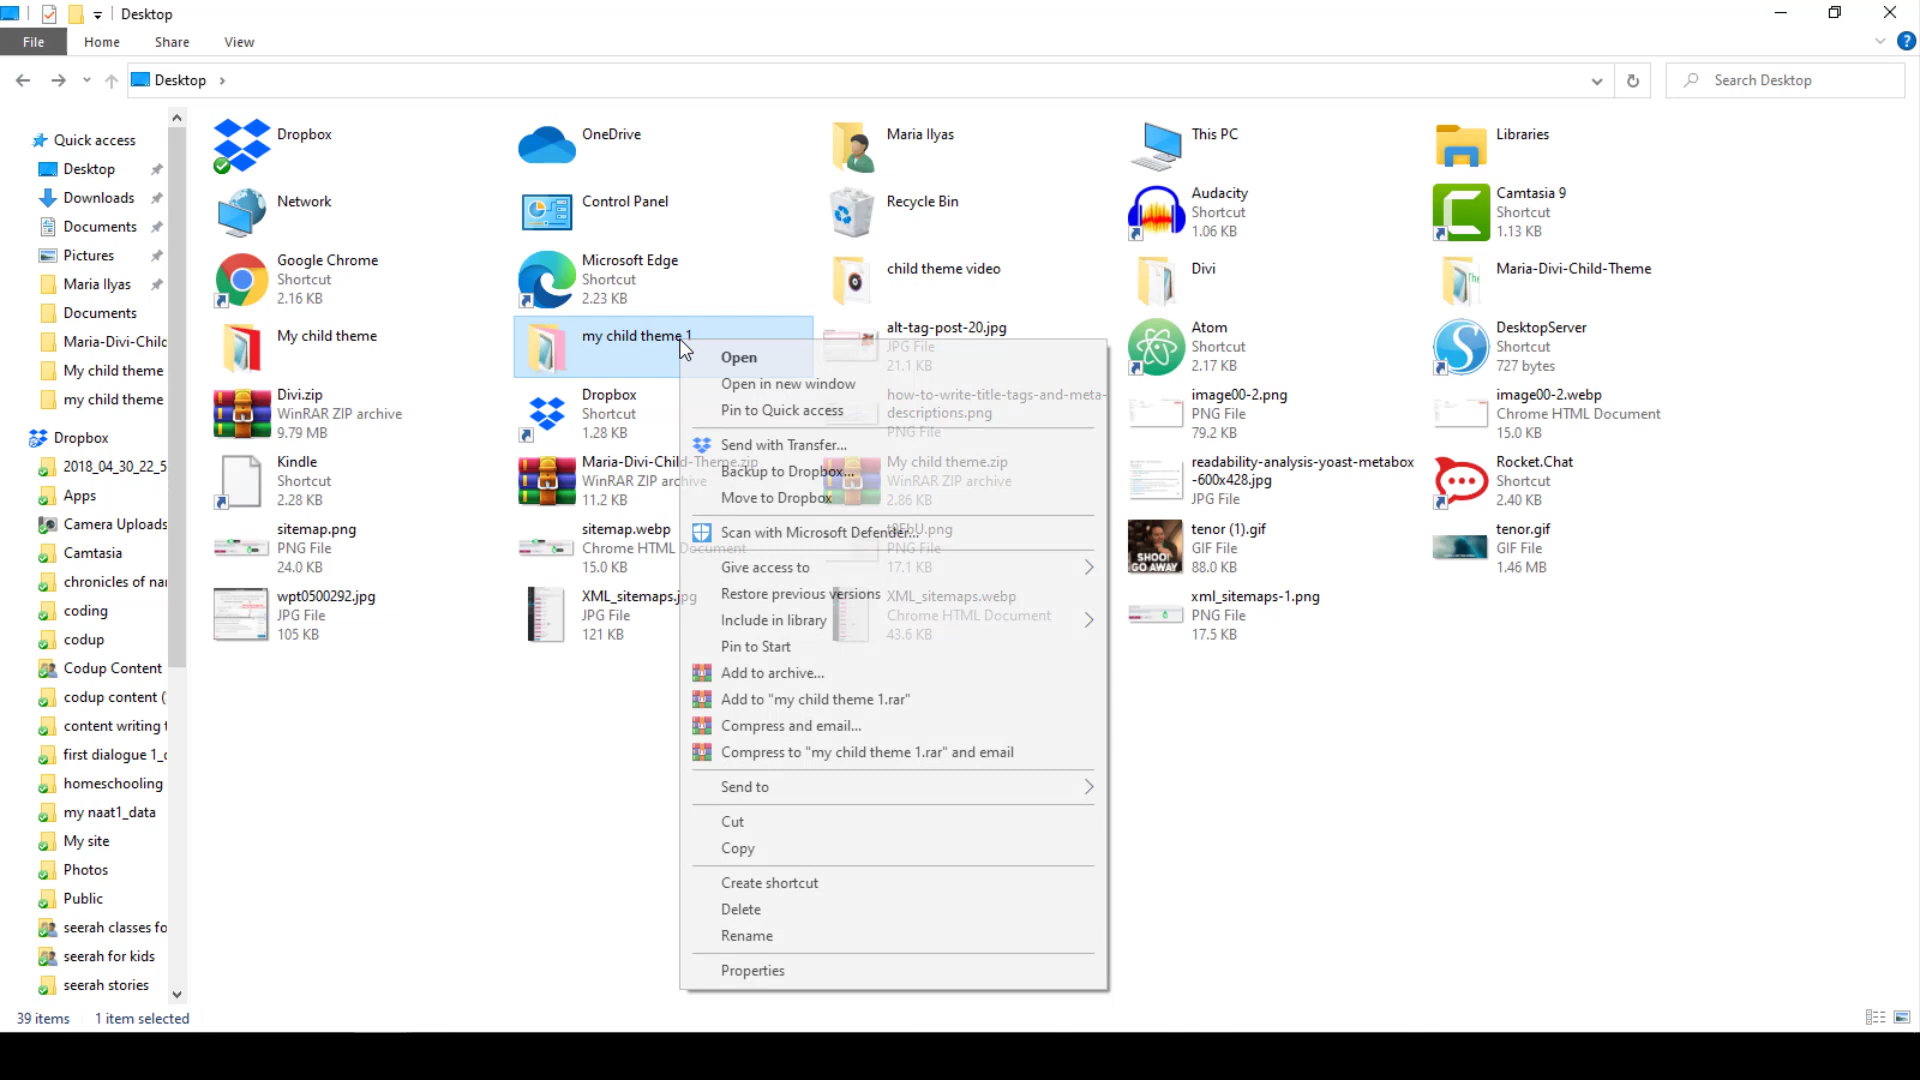 Desktop
File Home Share View
Desktop
Search Desktop
Quick access
Desktop
Downloads
Documents
Pictures
Maria Ilyas
Documents
Maria-Divi-Chilc
My child theme
my child theme
Dropbox
2018_04_30_22_5
Apps
Camera Uploads
Camtasia
chronicles of nar
coding
codup
Codup Content
codup content (
content writing t
first dialogue 1_c
homeschooling
my naat1_data
My site
Photos
Public
seerah classes fo
seerah for kids
seerah stories
Dropbox
OneDrive
Maria Ilyas
This PC
Libraries
Network
Control Panel
Recycle Bin
Audacity
Shortcut
1.06 KB
Camtasia 9
Shortcut
1.13 KB
Google Chrome
Shortcut
2.16 KB
Microsoft Edge
Shortcut
2.23 KB
child theme video
Divi
Maria-Divi-Child-Theme
My child theme
my child theme 1
alt-tag-post-20.jpg
JPG File
21.1 KB
Atom
Shortcut
2.17 KB
DesktopServer
Shortcut
727 bytes
Divi.zip
WinRAR ZIP archive
9.79 MB
Dropbox
Shortcut
1.28 KB
how-to-write-title-tags-and-meta-
descriptions.png
PNG File
image00-2.png
PNG File
79.2 KB
image00-2.webp
Chrome HTML Document
15.0 KB
Kindle
Shortcut
2.28 KB
Maria-Divi-Child-Theme.zip
WinRAR ZIP archive
11.2 KB
My child theme.zip
WinRAR ZIP archive
2.86 KB
readability-analysis-yoast-metabox
-600x428.jpg
JPG File
Rocket.Chat
Shortcut
2.40 KB
sitemap.png
PNG File
24.0 KB
sitemap.webp
Chrome HTML Document
15.0 KB
PNG File
17.1 KB
tenor (1).gif
GIF File
88.0 KB
SHOO!
GO AWAY
tenor.gif
GIF File
1.46 MB
wpt0500292.jpg
JPG File
105 KB
XML_sitemaps.jpg
JPG File
121 KB
XML_sitemaps.webp
Chrome HTML Document
43.6 KB
xml_sitemaps-1.png
PNG File
17.5 KB
Open
Open in new window
Pin to Quick access
Send with Transfer...
Backup to Dropbox...
Move to Dropbox
Scan with Microsoft Defender...
Give access to
Restore previous versions
Include in library
Pin to Start
Add to archive...
Add to "my child theme 1.rar"
Compress and email...
Compress to "my child theme 1.rar" and email
Send to
Cut
Copy
Create shortcut
Delete
Rename
Properties
39 items 1 item selected